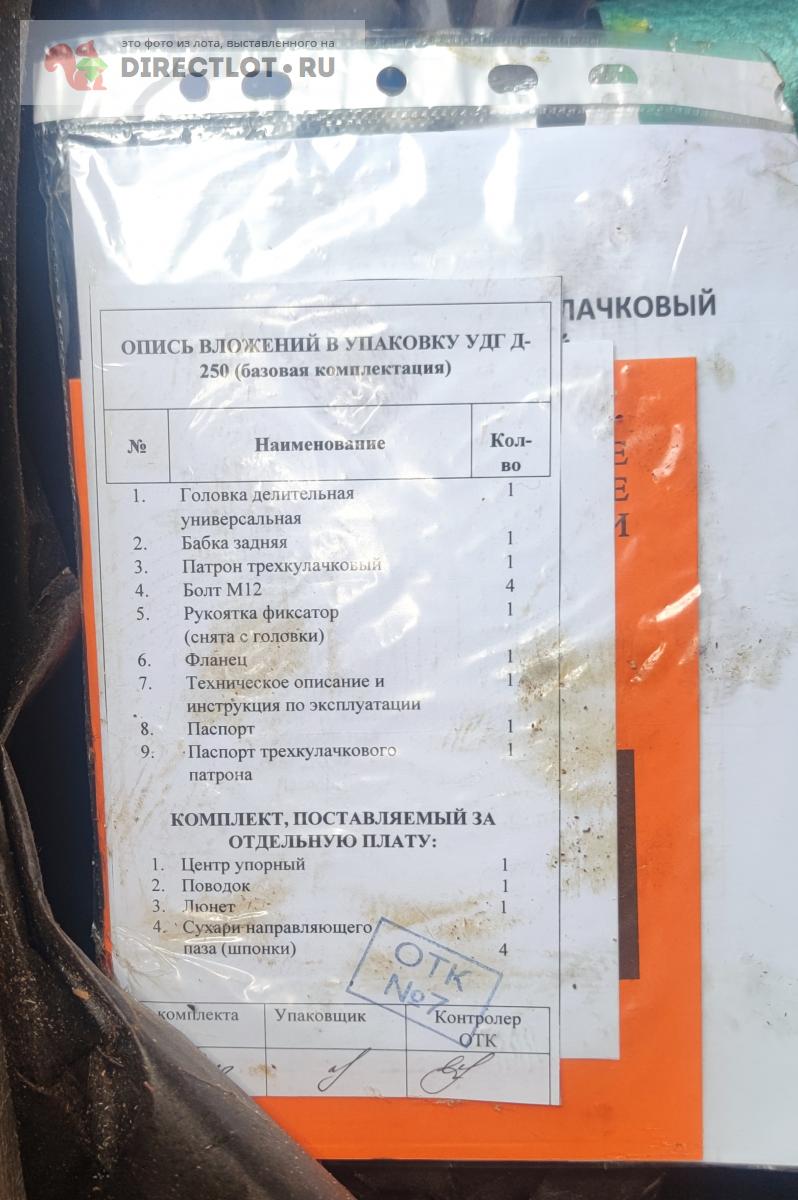 это фото из лота, выставленного на
DIRECTLOT.RU
ЛАЧКОВЫЙ
ОПИСЬ ВЛОЖЕНИЙ В УПАКОВКУ УДГ Д-
250 (базовая комплектация)
№ Наименование Кол-
во
1. Головка делительная 1
универсальная
2. Бабка задняя 1
3. Патрон трехкулачковый 1
4. Болт М12 4
5. Рукоятка фиксатор 1
(снята с головки)
6. Фланец 1
7. Техническое описание и 1
инструкция по эксплуатации
8. Паспорт 1
9. Паспорт трехкулачкового 1
патрона
Е
Е
И
КОМПЛЕКТ, ПОСТАВЛЯЕМЫЙ ЗА
ОТДЕЛЬНУЮ ПЛАТУ:
1. Центр упорный 1
2. Поводок 1
3. Люнет 1
4. Сухари направляющего
паза (шпонки) 4
ОТК
№7
комплекта Упаковщик Контролер
ОТК